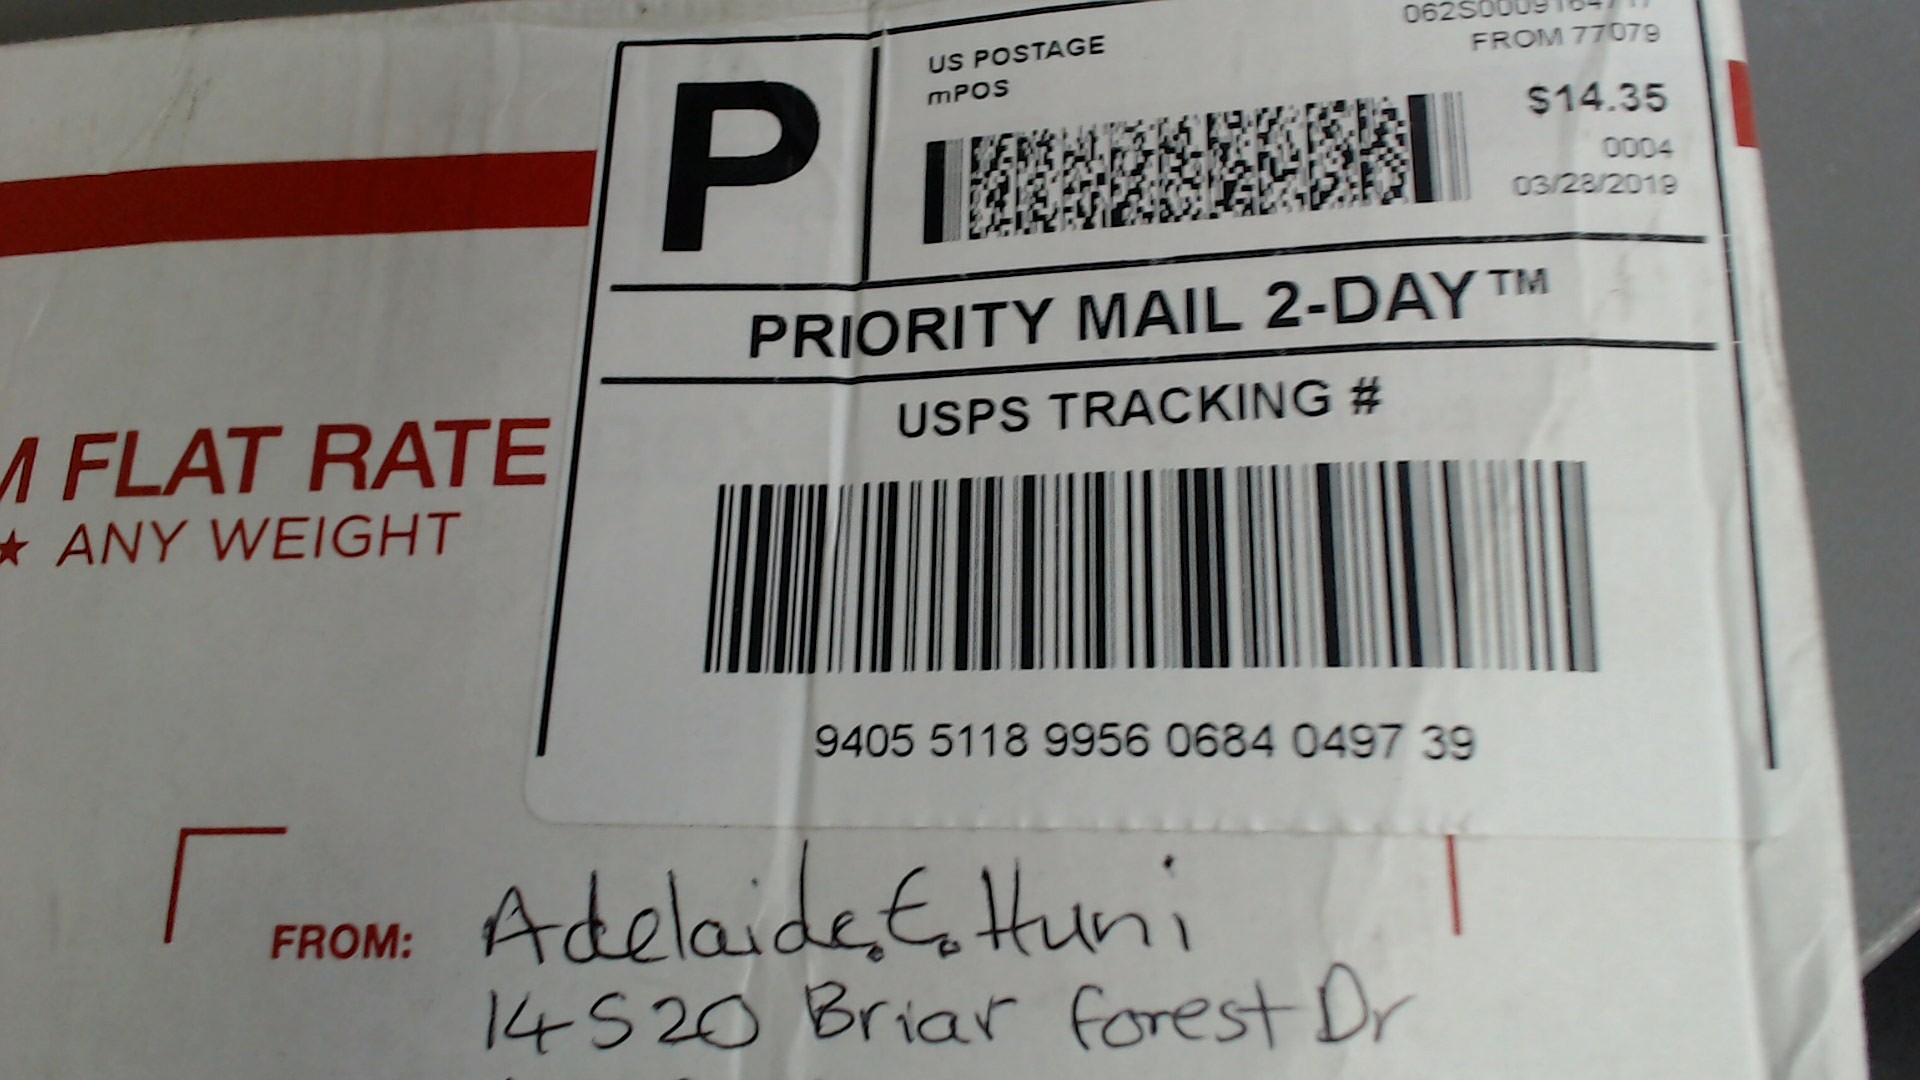 P
US POSTAGE
mPOS
FROM 77079
$14.35
0004
03/28/2019
PRIORITY MAIL 2-DAY™
USPS TRACKING #
9405 5118 9956 0684 0497 39
M FLAT RATE
★ ANY WEIGHT
FROM: Adelaide.E. Huni
14520 Briar Forest Dr